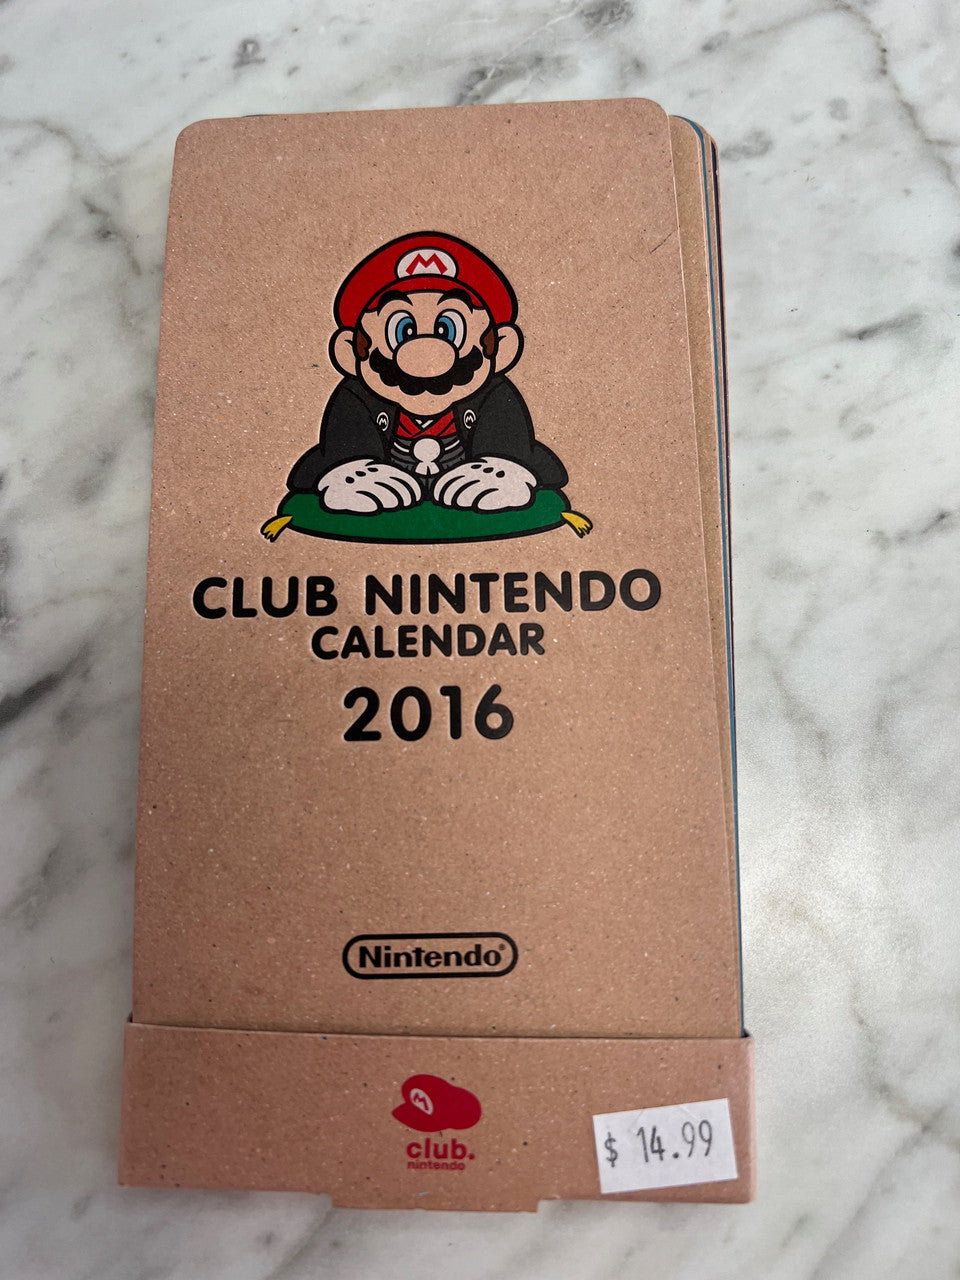 M
CLUB NINTENDO
CALENDAR
2016
Nintendo®
M
club.
nintendo
$ 14.99